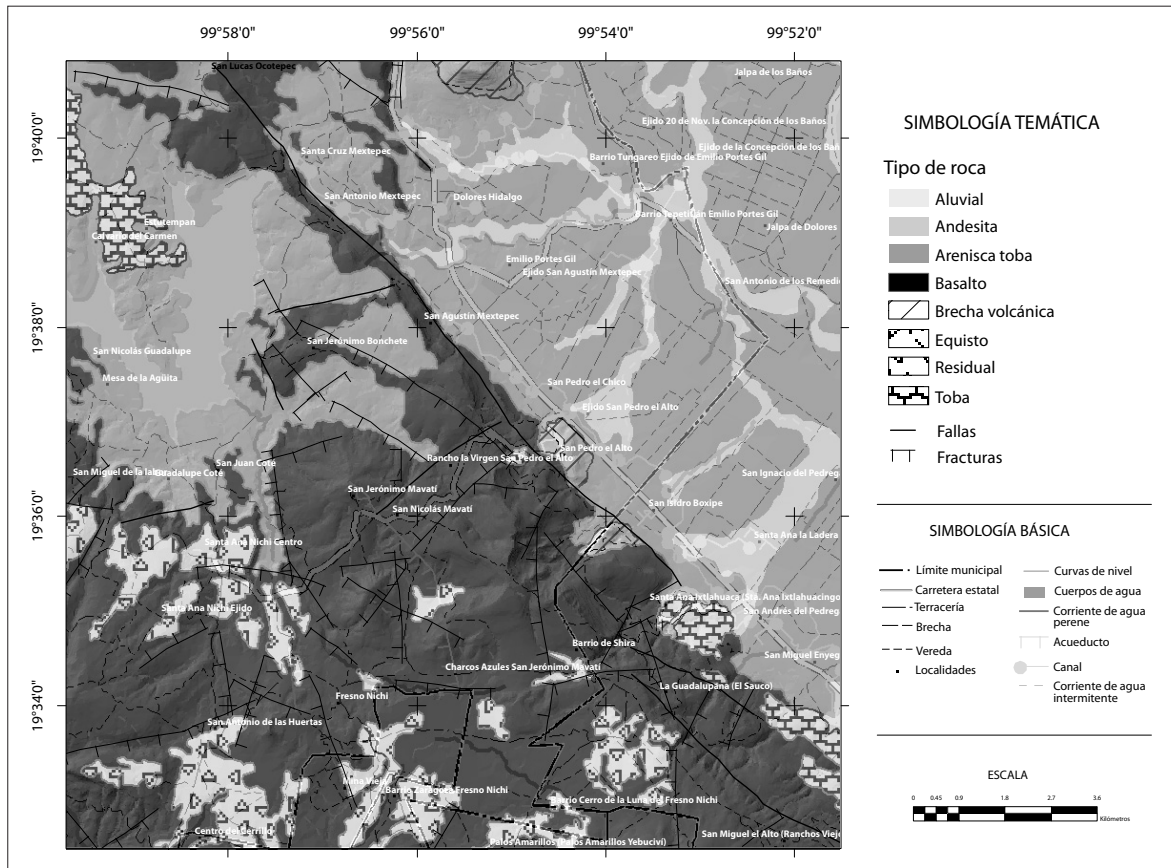 99°58'0"
99°56'0"
99°54'0"
99°52'0"
19°40'0"
19°38'0"
19°36'0"
19°34'0"
San Lucas Ocotepec
Jalpa de los Baños
Ejido 20 de Nov. la Concepción de los Baños
Ejido de la Concepción de los Bañ
Santa Cruz Mextepec
Barrio Tungareo Ejido de Emilio Portes Gil
San Antonio Mextepec
Dolores Hidalgo
Barrio Tepetitlan Emilio Portes Gil
Estutempan
Calvario del Carmen
Jalpa de Dolores
Emilio Portes Gil
Ejido San Agustín Mextepec
San Antonio de los Remedi
San Agustín Mextepec
San Jerónimo Bonchete
San Nicolás Guadalupe
Mesa de la Agüita
San Pedro el Chico
Ejido San Pedro el Alto
San Pedro el Alto
Rancho la Virgen San Pedro el Alto
San Juan Coté
San Miguel de la
Guadalupe Coté
San Ignacio del Pedreg
San Jerónimo Mavatí
San Nicolás Mavatí
San Isidro Boxipe
Santa Ana la Ladera
Santa Ana Nichi Centro
Santa Ana Nichi Ejido
Santa Ana Ixtlahuaca (Sta. Ana Ixtlahuacingo
San Andrés del Pedreg
Barrio de Shira
San Miguel Enyeg
Charcos Azules San Jerónimo Mavatí
La Guadalupana (El Sauco)
Fresno Nichi
San Antonio de las Huertas
Mina Vieja
Barrio Zaragoza Fresno Nichi
Barrio Cerro de la Luna del Fresno Nichi
Centro del Cerrillo
San Miguel el Alto (Ranchos Viej
Palos Amarillos (Palos Amarillos Yebuciví)
SIMBOLOGÍA TEMÁTICA
Tipo de roca
Aluvial
Andesita
Arenisca toba
Basalto
Brecha volcánica
Equisto
Residual
Toba
Fallas
Fracturas
SIMBOLOGÍA BÁSICA
Límite municipal
Carretera estatal
Terracería
Brecha
Vereda
Localidades
Curvas de nivel
Cuerpos de agua
Corriente de agua
perene
Acueducto
Canal
Corriente de agua
intermitente
ESCALA
0 0.45 0.9 1.8 2.7 3.6
Kilómetros